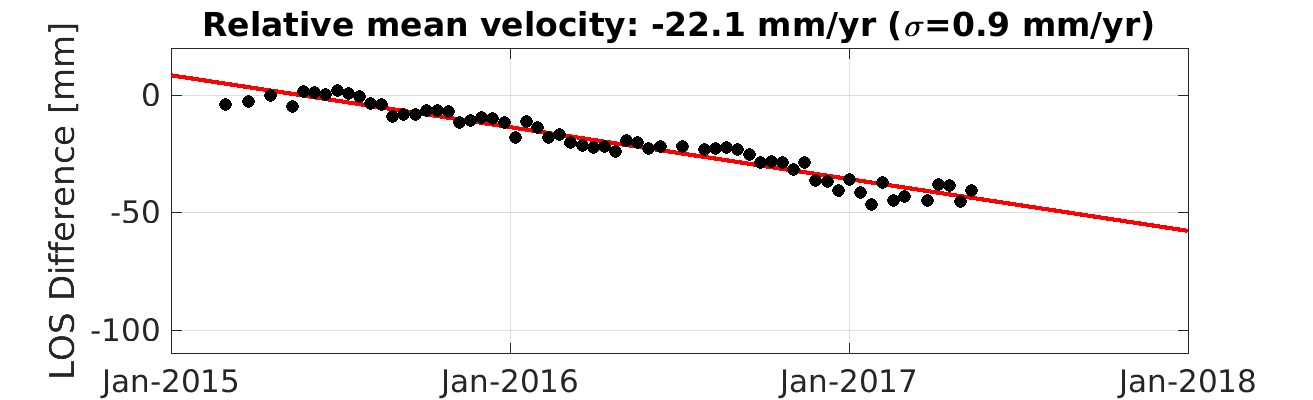 Relative mean velocity: -22.1 mm/yr (σ=0.9 mm/yr)
LOS Difference [mm]
0
-50
-100
Jan-2015
Jan-2016
Jan-2017
Jan-2018